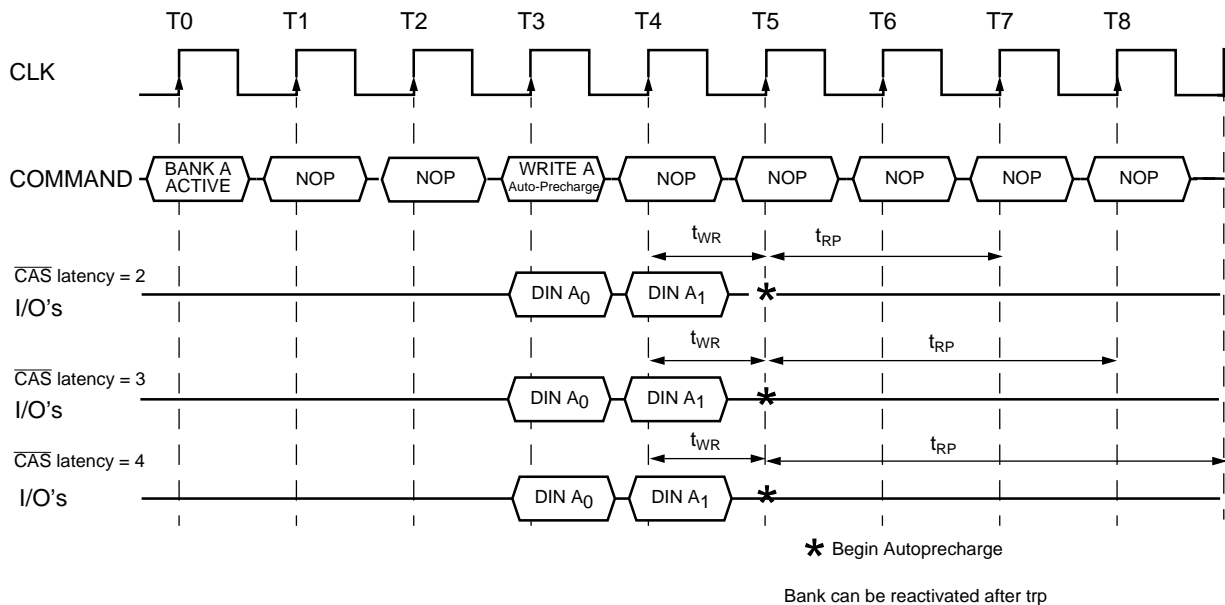 T0 T1 T2 T3 T4 T5 T6 T7 T8
CLK
COMMAND
BANK A
ACTIVE
NOP
NOP
WRITE A
Auto-Precharge
NOP
NOP
NOP
NOP
NOP
tWR
tRP
CAS latency = 2
I/O's
DIN A0
DIN A1
*
tWR
tRP
CAS latency = 3
I/O's
DIN A0
DIN A1
*
tWR
tRP
CAS latency = 4
I/O's
DIN A0
DIN A1
*
* Begin Autoprecharge
Bank can be reactivated after trp